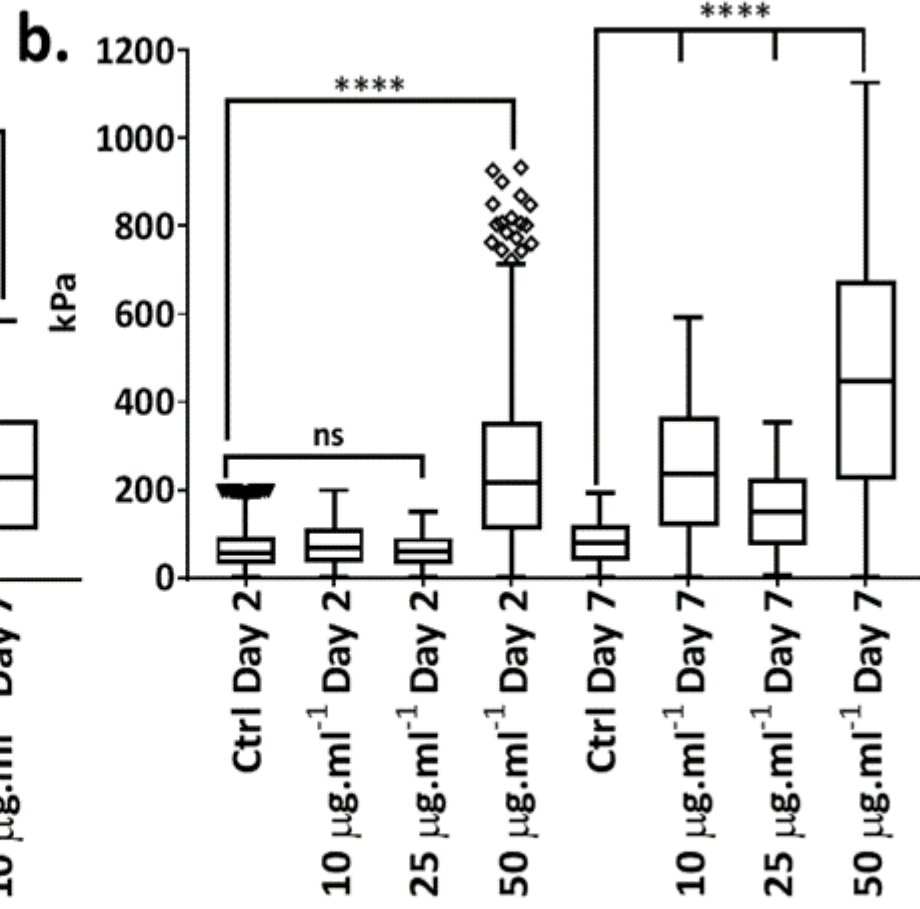 b.
****
1200
****
1000
800
600
kPa
400
ns
200
0
Ctrl Day 2
10 µg.ml⁻¹ Day 2
25 µg.ml⁻¹ Day 2
50 µg.ml⁻¹ Day 2
Ctrl Day 7
10 µg.ml⁻¹ Day 7
25 µg.ml⁻¹ Day 7
50 µg.ml⁻¹ Day 7